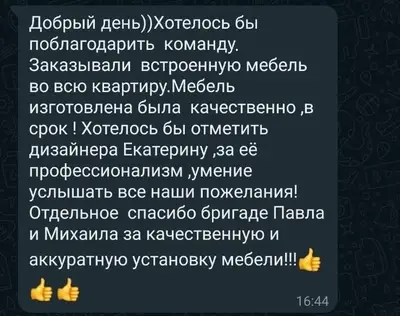 Добрый день))Хотелось бы
поблагодарить команду.
Заказывали встроенную мебель
во всю квартиру.Мебель
изготовлена была качественно ,в
срок ! Хотелось бы отметить
дизайнера Екатерину ,за её
профессионализм ,умение
услышать все наши пожелания!
Отдельное спасибо бригаде Павла
и Михаила за качественную и
аккуратную установку мебели!!!👍
👍👍
16:44